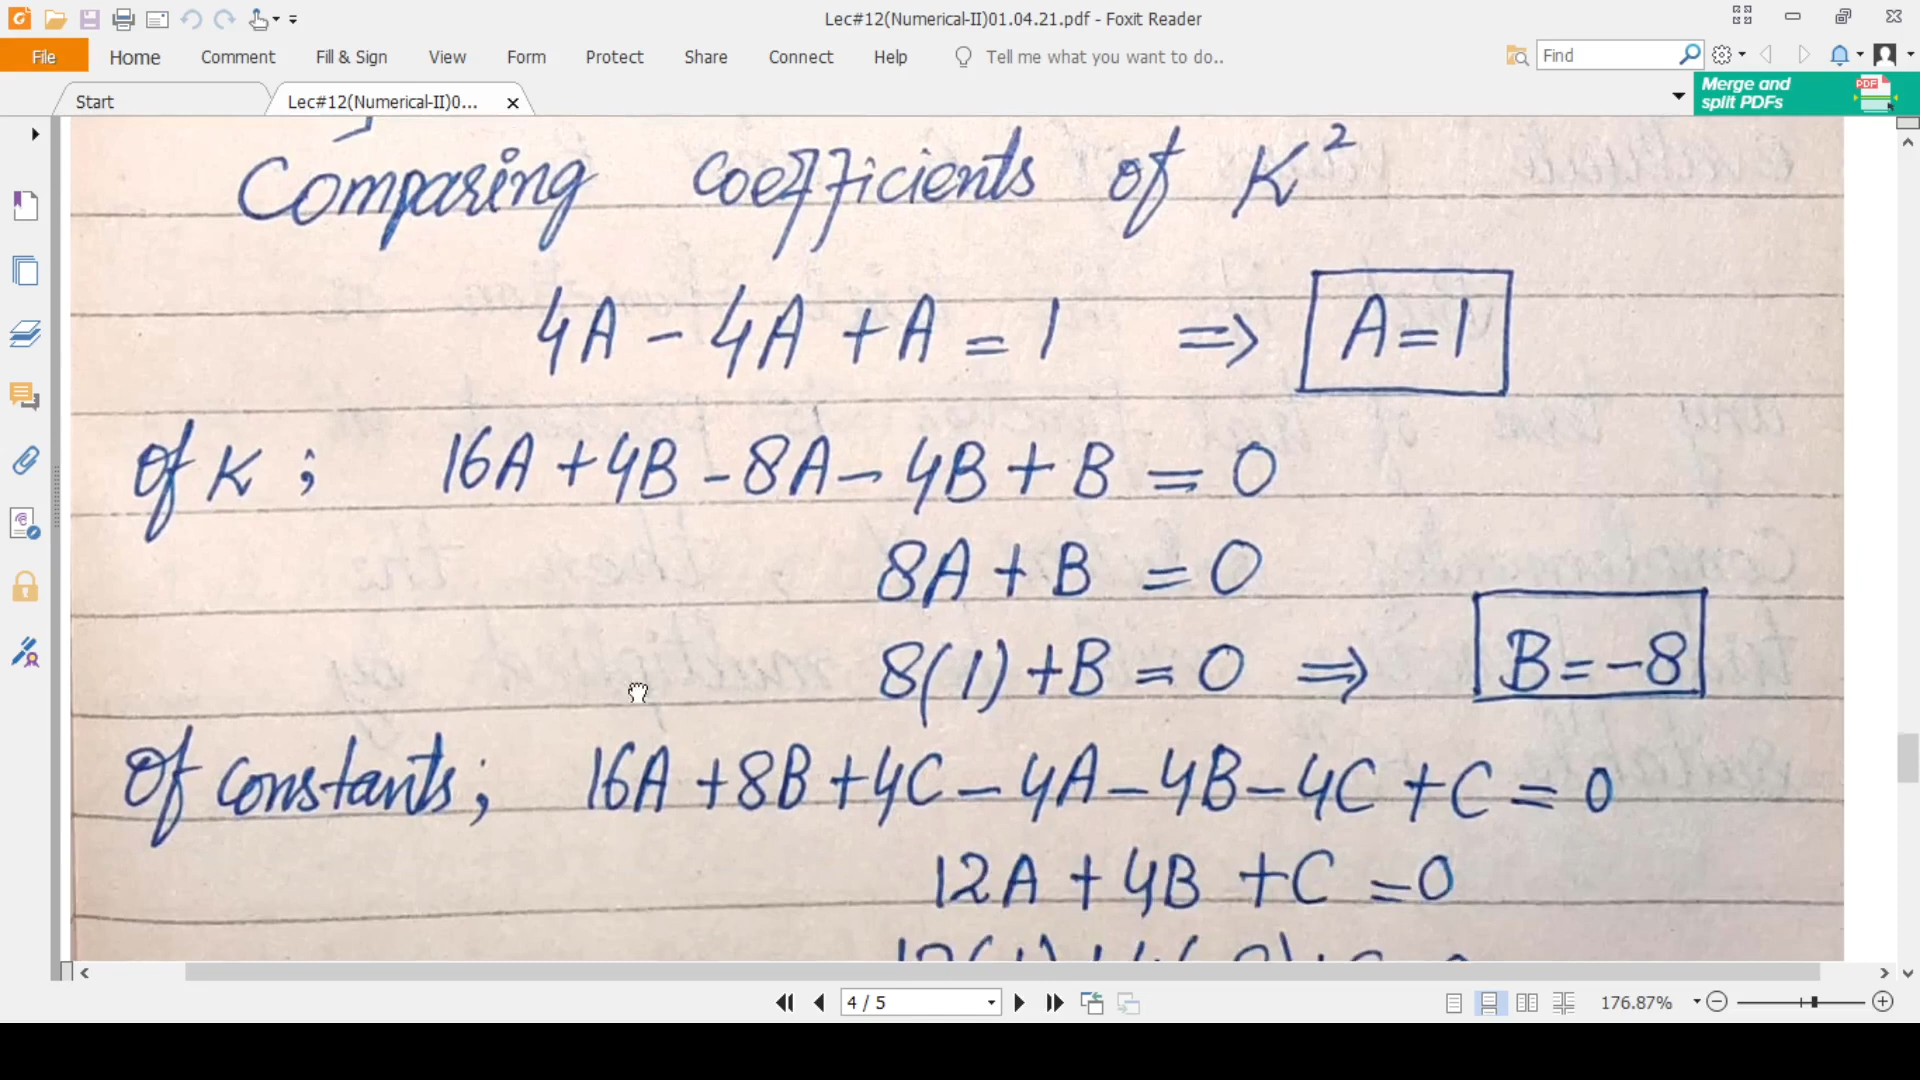 Lec#12(Numerical-II)01.04.21.pdf - Foxit Reader
File Home Comment Fill & Sign View Form Protect Share Connect Help Tell me what you want to do.. Find
Start Lec#12(Numerical-II)0...
Merge and
split PDFs
PDF
Comparing coefficients of K²
4A - 4A + A = 1 => A = 1
of K ; 16A + 4B - 8A - 4B + B = 0
8A + B = 0
8(1) + B = 0 => B = -8
Of constants ; 16A + 8B + 4C - 4A - 4B - 4C + C = 0
12A + 4B + C = 0
4 / 5 176.87%